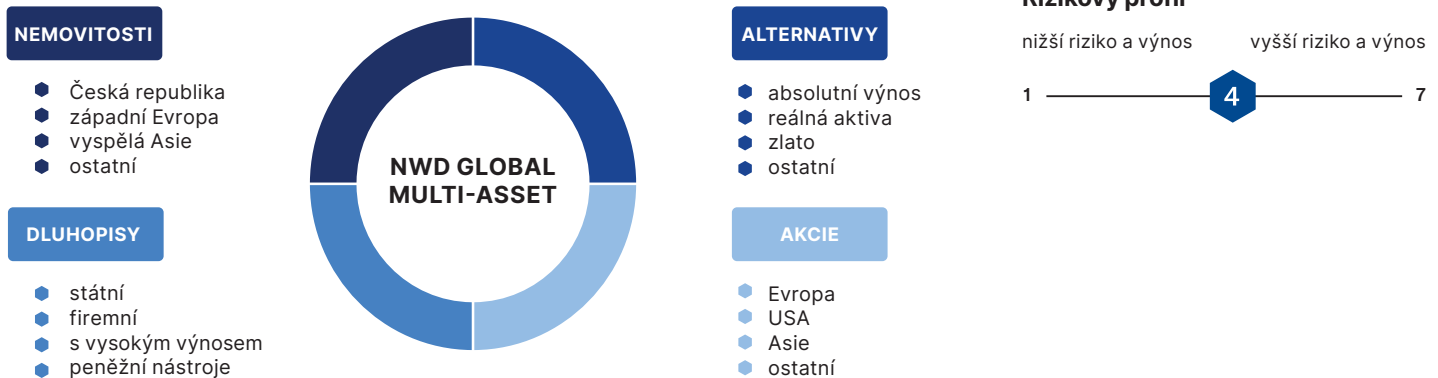 NEMOVITOSTI
Česká republika
západní Evropa
vyspělá Asie
ostatní
DLUHOPISY
státní
firemní
s vysokým výnosem
peněžní nástroje
NWD GLOBAL
MULTI-ASSET
ALTERNATIVY
absolutní výnos
reálná aktiva
zlato
ostatní
AKCIE
Evropa
USA
Asie
ostatní
Rizikový profil
nižší riziko a výnos
vyšší riziko a výnos
1
4
7